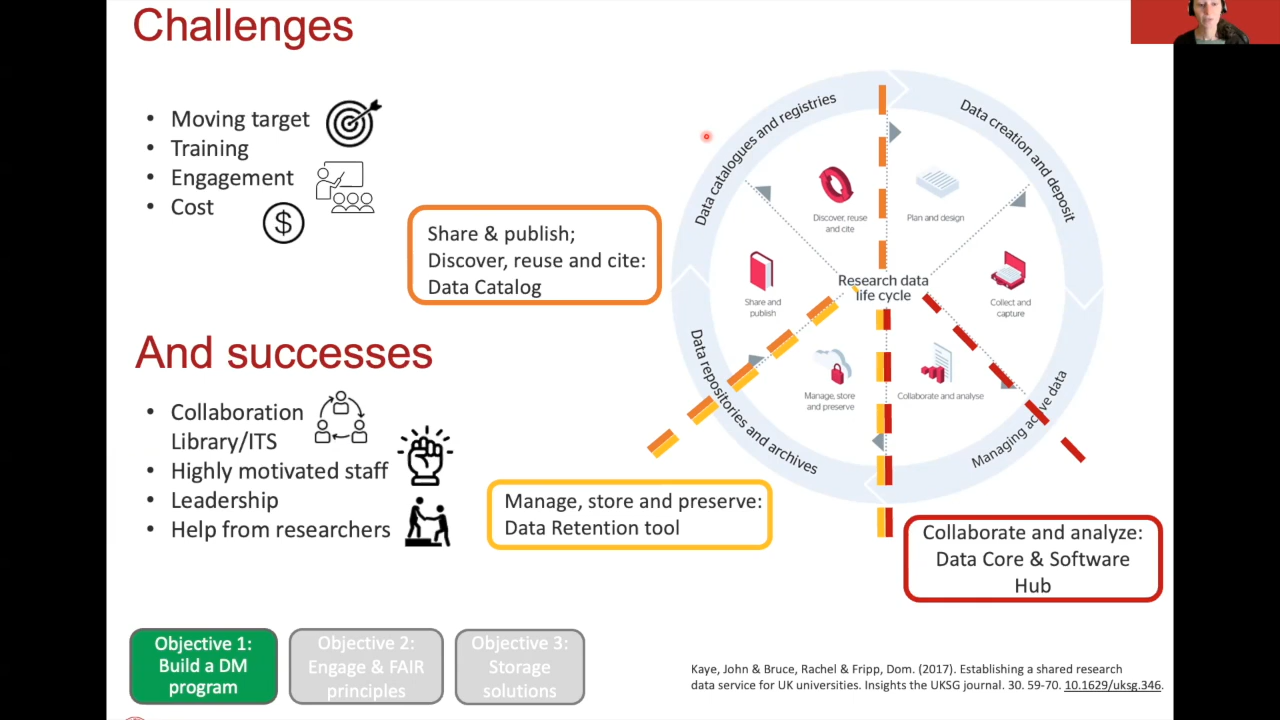 Challenges
• Moving target
• Training
• Engagement
• Cost
$
Share & publish;
Discover, reuse and cite:
Data Catalog
And successes
• Collaboration
Library/ITS
• Highly motivated staff
• Leadership
• Help from researchers
Data catalogues and registries
Data creation and deposit
Discover, reuse
and cite
Plan and design
Research data
life cycle
Share and
publish
Collect and
capture
Manage, store
and preserve
Collaborate and analyse
Data repositories and archives
Managing active data
Manage, store and preserve:
Data Retention tool
Collaborate and analyze:
Data Core & Software
Hub
Objective 1:
Build a DM
program
Objective 2:
Engage & FAIR
principles
Objective 3:
Storage
solutions
Kaye, John & Bruce, Rachel & Fripp, Dom. (2017). Establishing a shared research
data service for UK universities. Insights the UKSG journal. 30. 59-70. 10.1629/uksg.346.